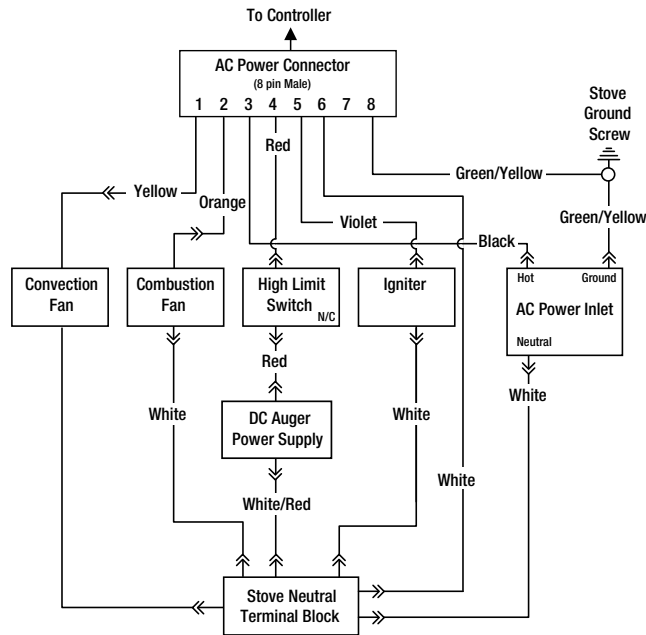 To Controller
AC Power Connector
(8 pin Male)
1 2 3 4 5 6 7 8
Stove
Ground
Screw
Red
Green/Yellow
Yellow
Orange
Green/Yellow
Violet
Black
Convection
Fan
Combustion
Fan
High Limit
Switch
N/C
Igniter
Hot Ground
AC Power Inlet
Neutral
Red
White
DC Auger
Power Supply
White
White
White
White/Red
Stove Neutral
Terminal Block